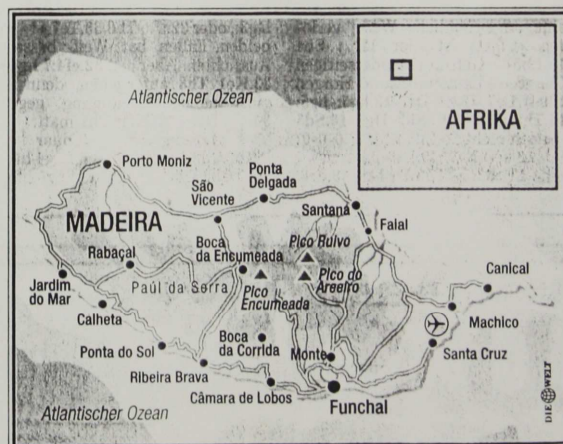 Atlantischer Ozean
AFRIKA
Porto Moniz
São
Vicente
Ponta
Delgada
Santana
Faial
MADEIRA
Rabaçal
Boca
da Encumeada
Pico Ruivo
Pico do
Areeiro
Canical
Jardim
do Mar
Paúl da Serra
Pico
Encumeada
Calheta
Machico
Boca
da Corrida
Monte
Santa Cruz
Ponta do Sol
Ribeira Brava
Câmara de Lobos
Funchal
Atlantischer Ozean
DIE WELT